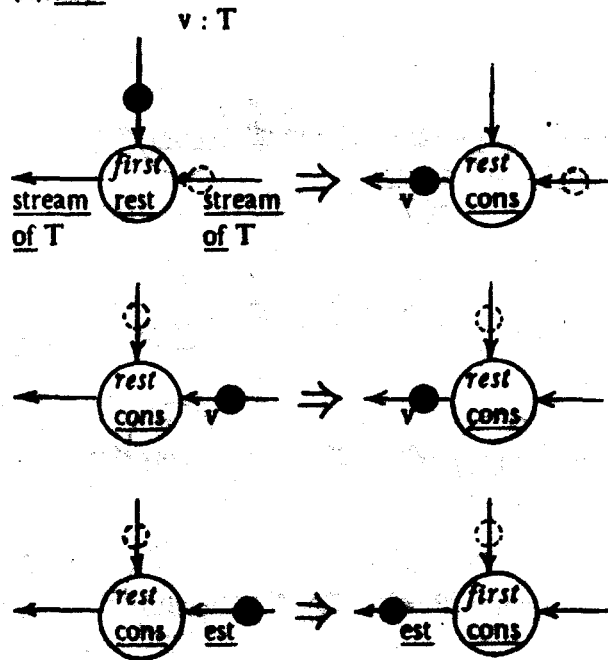 v : T
first
rest
stream
of T
stream
of T
rest
cons
v
rest
cons
v
rest
cons
v
rest
cons
est
first
cons
est